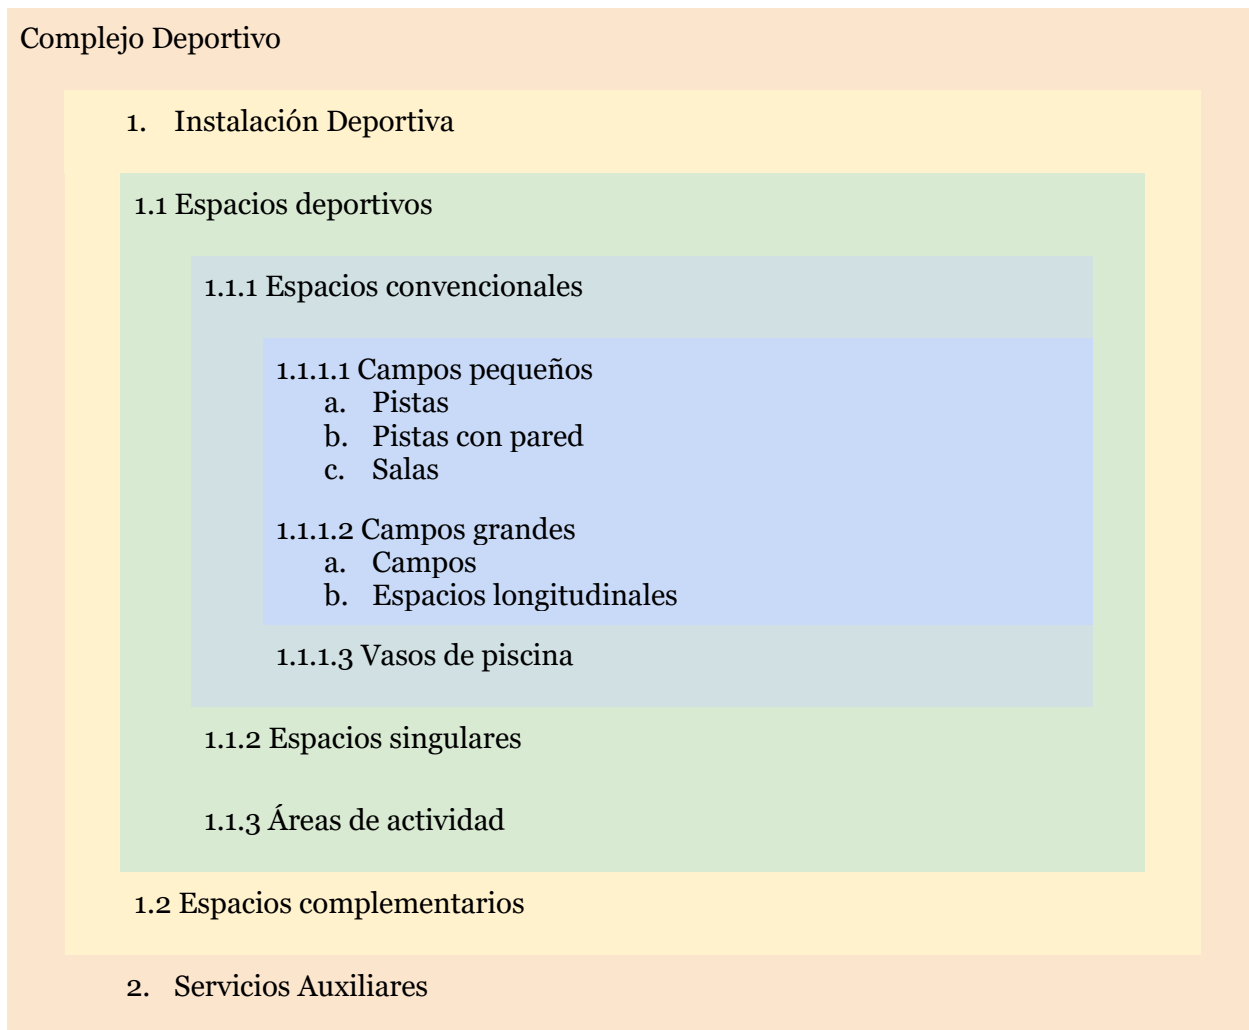 Complejo Deportivo
1. Instalación Deportiva
1.1 Espacios deportivos
1.1.1 Espacios convencionales
1.1.1.1 Campos pequeños
a. Pistas
b. Pistas con pared
c. Salas
1.1.1.2 Campos grandes
a. Campos
b. Espacios longitudinales
1.1.1.3 Vasos de piscina
1.1.2 Espacios singulares
1.1.3 Áreas de actividad
1.2 Espacios complementarios
2. Servicios Auxiliares